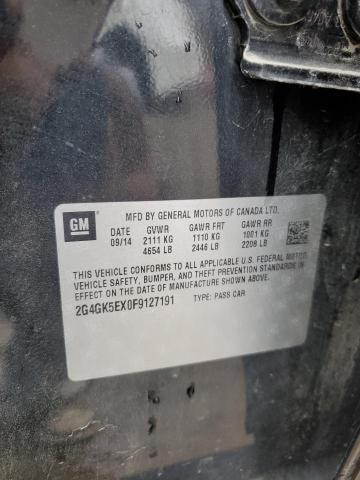 GM
MFD BY GENERAL MOTORS OF CANADA LTD.
DATE GVWR GAWR FRT GAWR RR
09/14 2111 KG 1110 KG 1001 KG
4654 LB 2446 LB 2208 LB
THIS VEHICLE CONFORMS TO ALL APPLICABLE U.S. FEDERAL MOTOR
VEHICLE SAFETY, BUMPER, AND THEFT PREVENTION STANDARDS IN
EFFECT ON THE DATE OF MANUFACTURE SHOWN ABOVE.
2G4GK5EX0F9127191 TYPE: PASS CAR